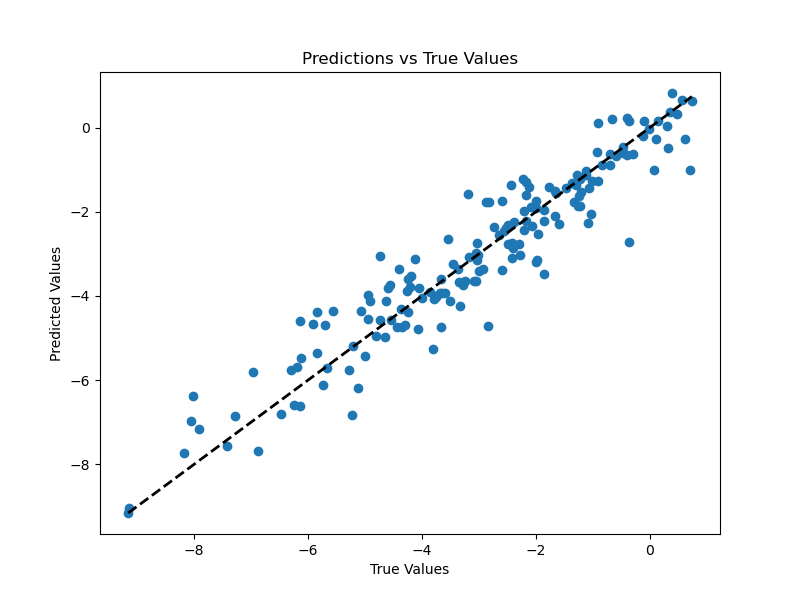 Predictions vs True Values
Predicted Values
0
−2
−4
−6
−8
−8 −6 −4 −2 0
True Values